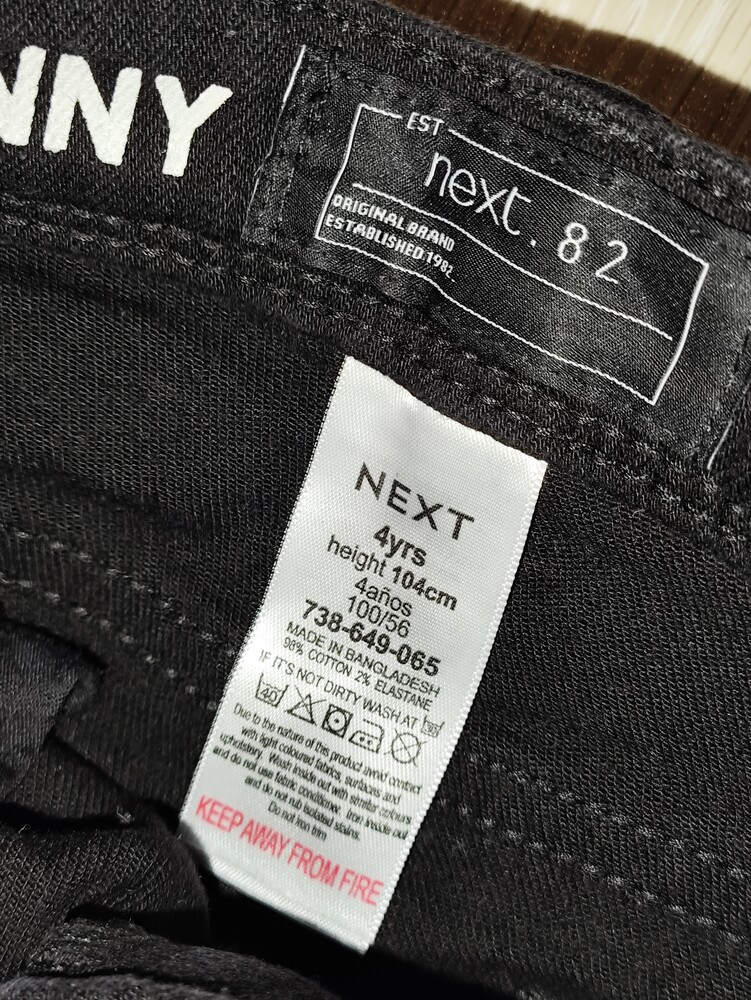 NNY
EST
next.82
ORIGINAL BRAND
ESTABLISHED 1982
NEXT
4yrs
height 104cm
4años
100/56
738-649-065
MADE IN BANGLADESH
98% COTTON 2% ELASTANE
IF IT'S NOT DIRTY WASH AT 30
40
Due to the nature of this product avoid contact
with light coloured fabrics, surfaces and
upholstery. Wash inside out with similar colours
and do not use fabric conditioner. Iron inside out
and do not rub isolated stains.
Do not iron trim
KEEP AWAY FROM FIRE